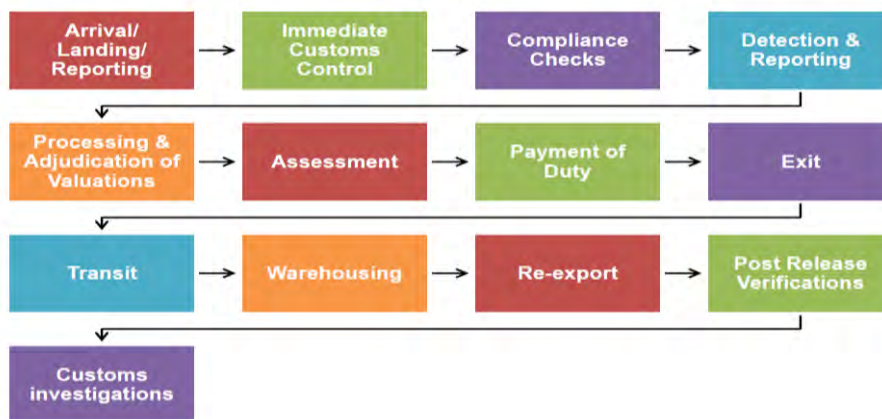 Arrival/
Landing/
Reporting
Immediate
Customs
Control
Compliance
Checks
Detection &
Reporting
Processing &
Adjudication of
Valuations
Assessment
Payment of
Duty
Exit
Transit
Warehousing
Re-export
Post Release
Verifications
Customs
investigations